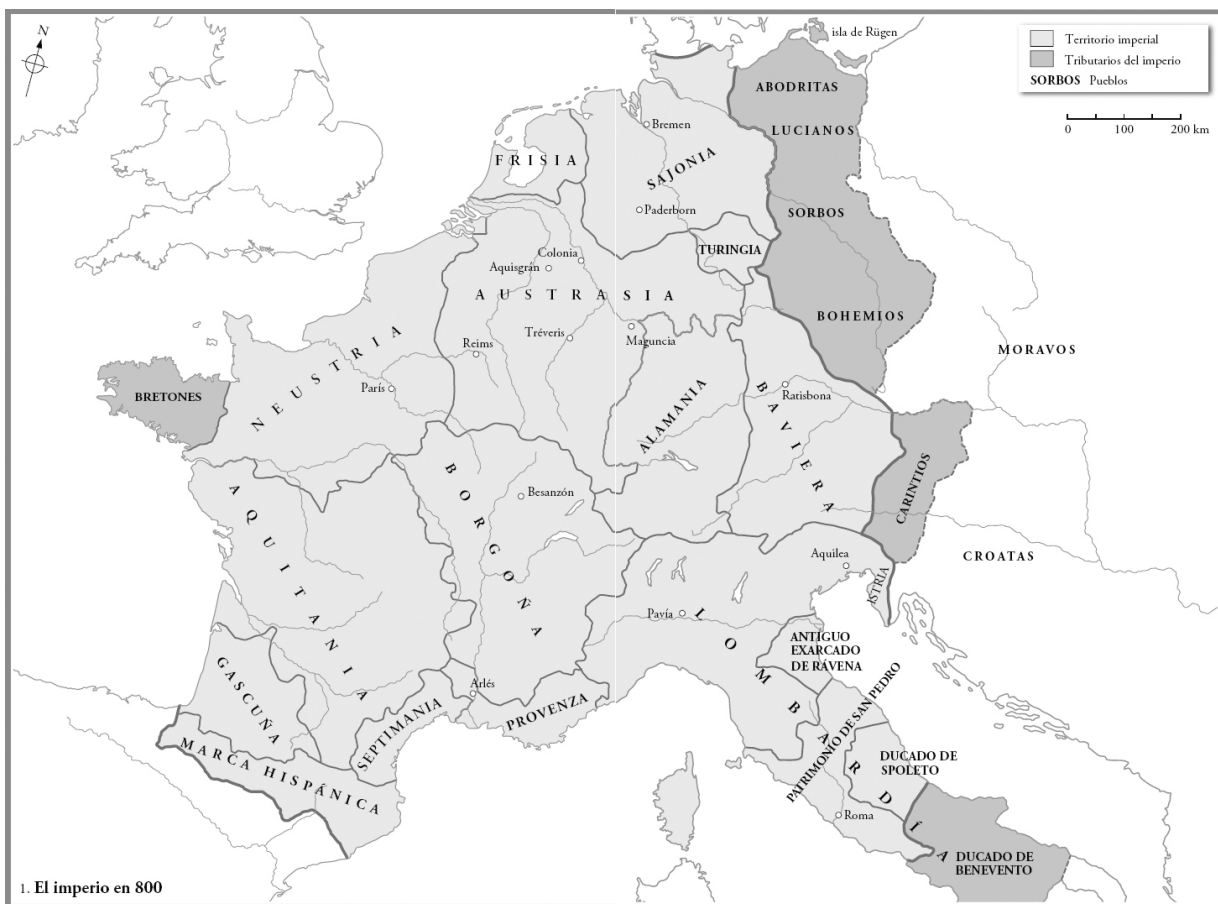 N
isla de Rügen
Territorio imperial
Tributarios del imperio
SORBOS Pueblos
0 100 200 km
ABODRITAS
LUCIANOS
Bremen
FRISIA
SAJONIA
Paderborn
SORBOS
TURINGIA
Colonia
Aquisgrán
AUSTRASIA
BOHEMIOS
Tréveris
Maguncia
MORAVOS
NEUSTRIA
Reims
París
BRETONES
ALAMANIA
BAVIERA
Ratisbona
CARINTIOS
AQUITANIA
BORGOÑA
Besanzón
CROATAS
Aquilea
ISTRIA
Pavía
LOMBARDÍA
ANTIGUO
EXARCADO
DE RÁVENA
GASCUÑA
Arlés
SEPTIMANIA
PROVENZA
PATRIMONIO DE SAN PEDRO
MARCA HISPÁNICA
DUCADO DE
SPOLETO
Roma
DUCADO DE
BENEVENTO
1. El imperio en 800